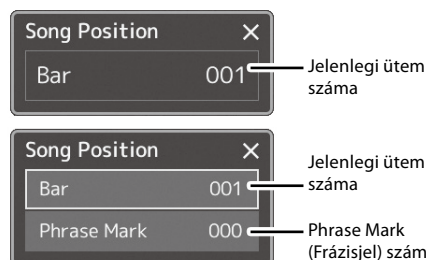 Song Position ×
Bar 001
Jelenlegi ütem
száma
Song Position ×
Bar 001
Jelenlegi ütem
száma
Phrase Mark 000
Phrase Mark
(Frázisjel) szám